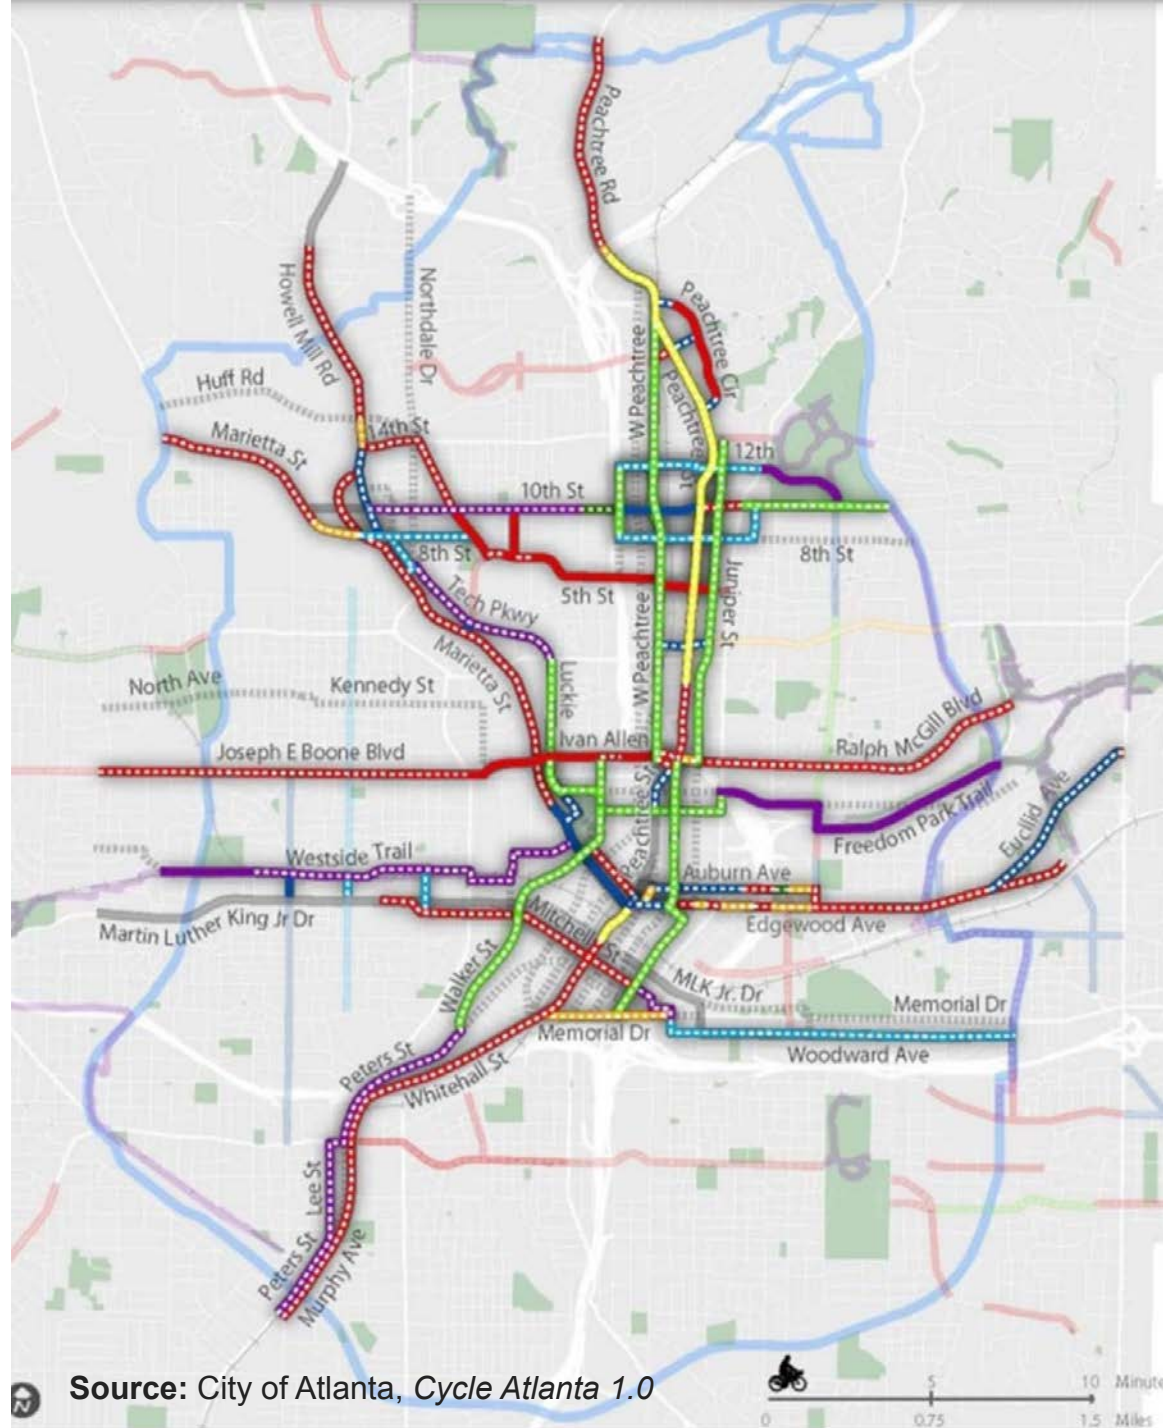 Peachtree Rd
Howell Mill Rd
Northdale Dr
Peachtree Cir
W Peachtree
Peachtree St
Huff Rd
14th St
Marietta St
12th
10th St
8th St
8th St
5th St
Juniper St
Tech Pkwy
Marietta St
Luckie
W Peachtree
North Ave
Kennedy St
Ivan Allen
Joseph E Boone Blvd
Ralph McGill Blvd
Peachtree St
Freedom Park Trail
Euclid Ave
Westside Trail
Auburn Ave
Martin Luther King Jr Dr
Edgewood Ave
Mitchell St
Walker St
MLK Jr. Dr
Memorial Dr
Memorial Dr
Woodward Ave
Peters St
Whitehall St
Lee St
Peters St
Murphy Ave
N
Source: City of Atlanta, Cycle Atlanta 1.0
5 10 Minute
0 0.75 1.5 Miles